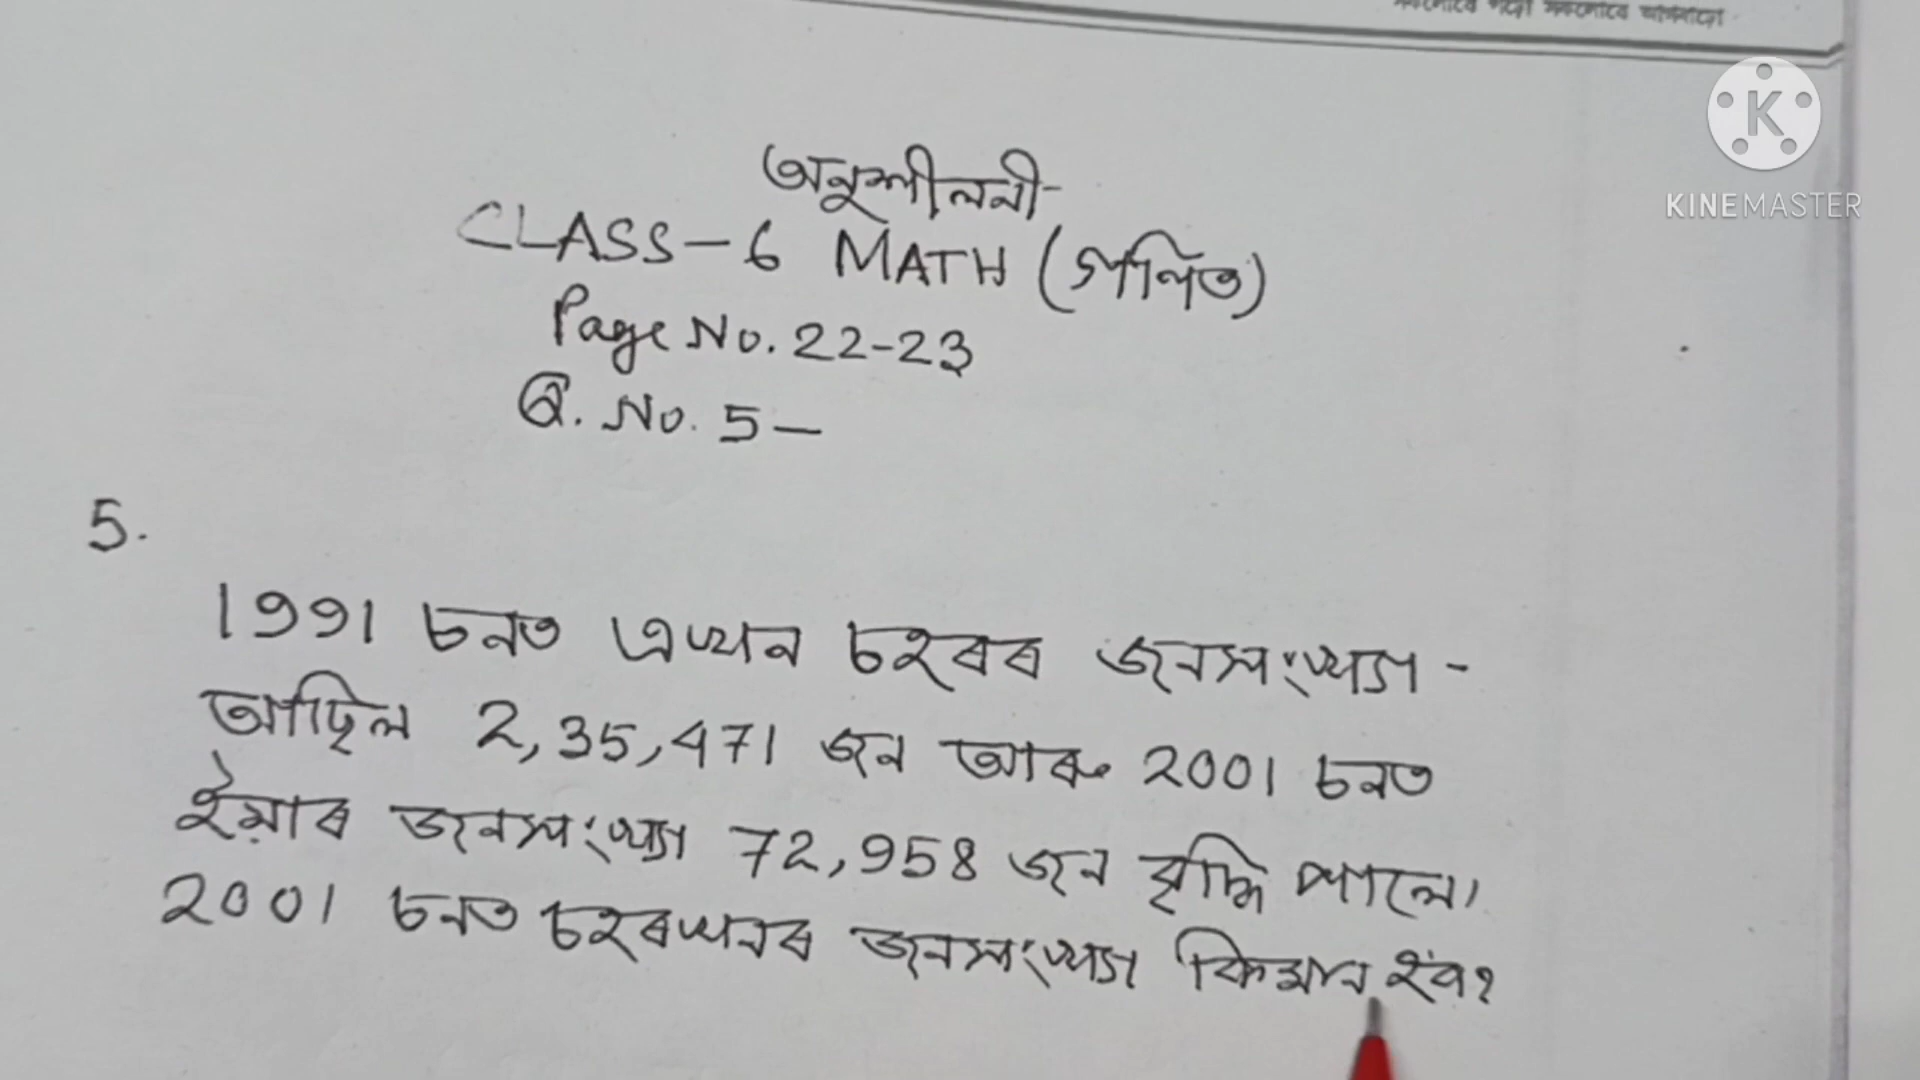 K
KINEMASTER
অনুশীলনী-
CLASS-6 MATH (গণিত)
Page No. 22-23
Q. No. 5-
5.
1991 চনত এখন চহৰৰ জনসংখ্যা -
আছিল 2,35,471 জন আৰু 2001 চনত
ইয়াৰ জনসংখ্যা 72,958 জন বৃদ্ধি পালে।
2001 চনত চহৰখনৰ জনসংখ্যা কিমান হ'ব?